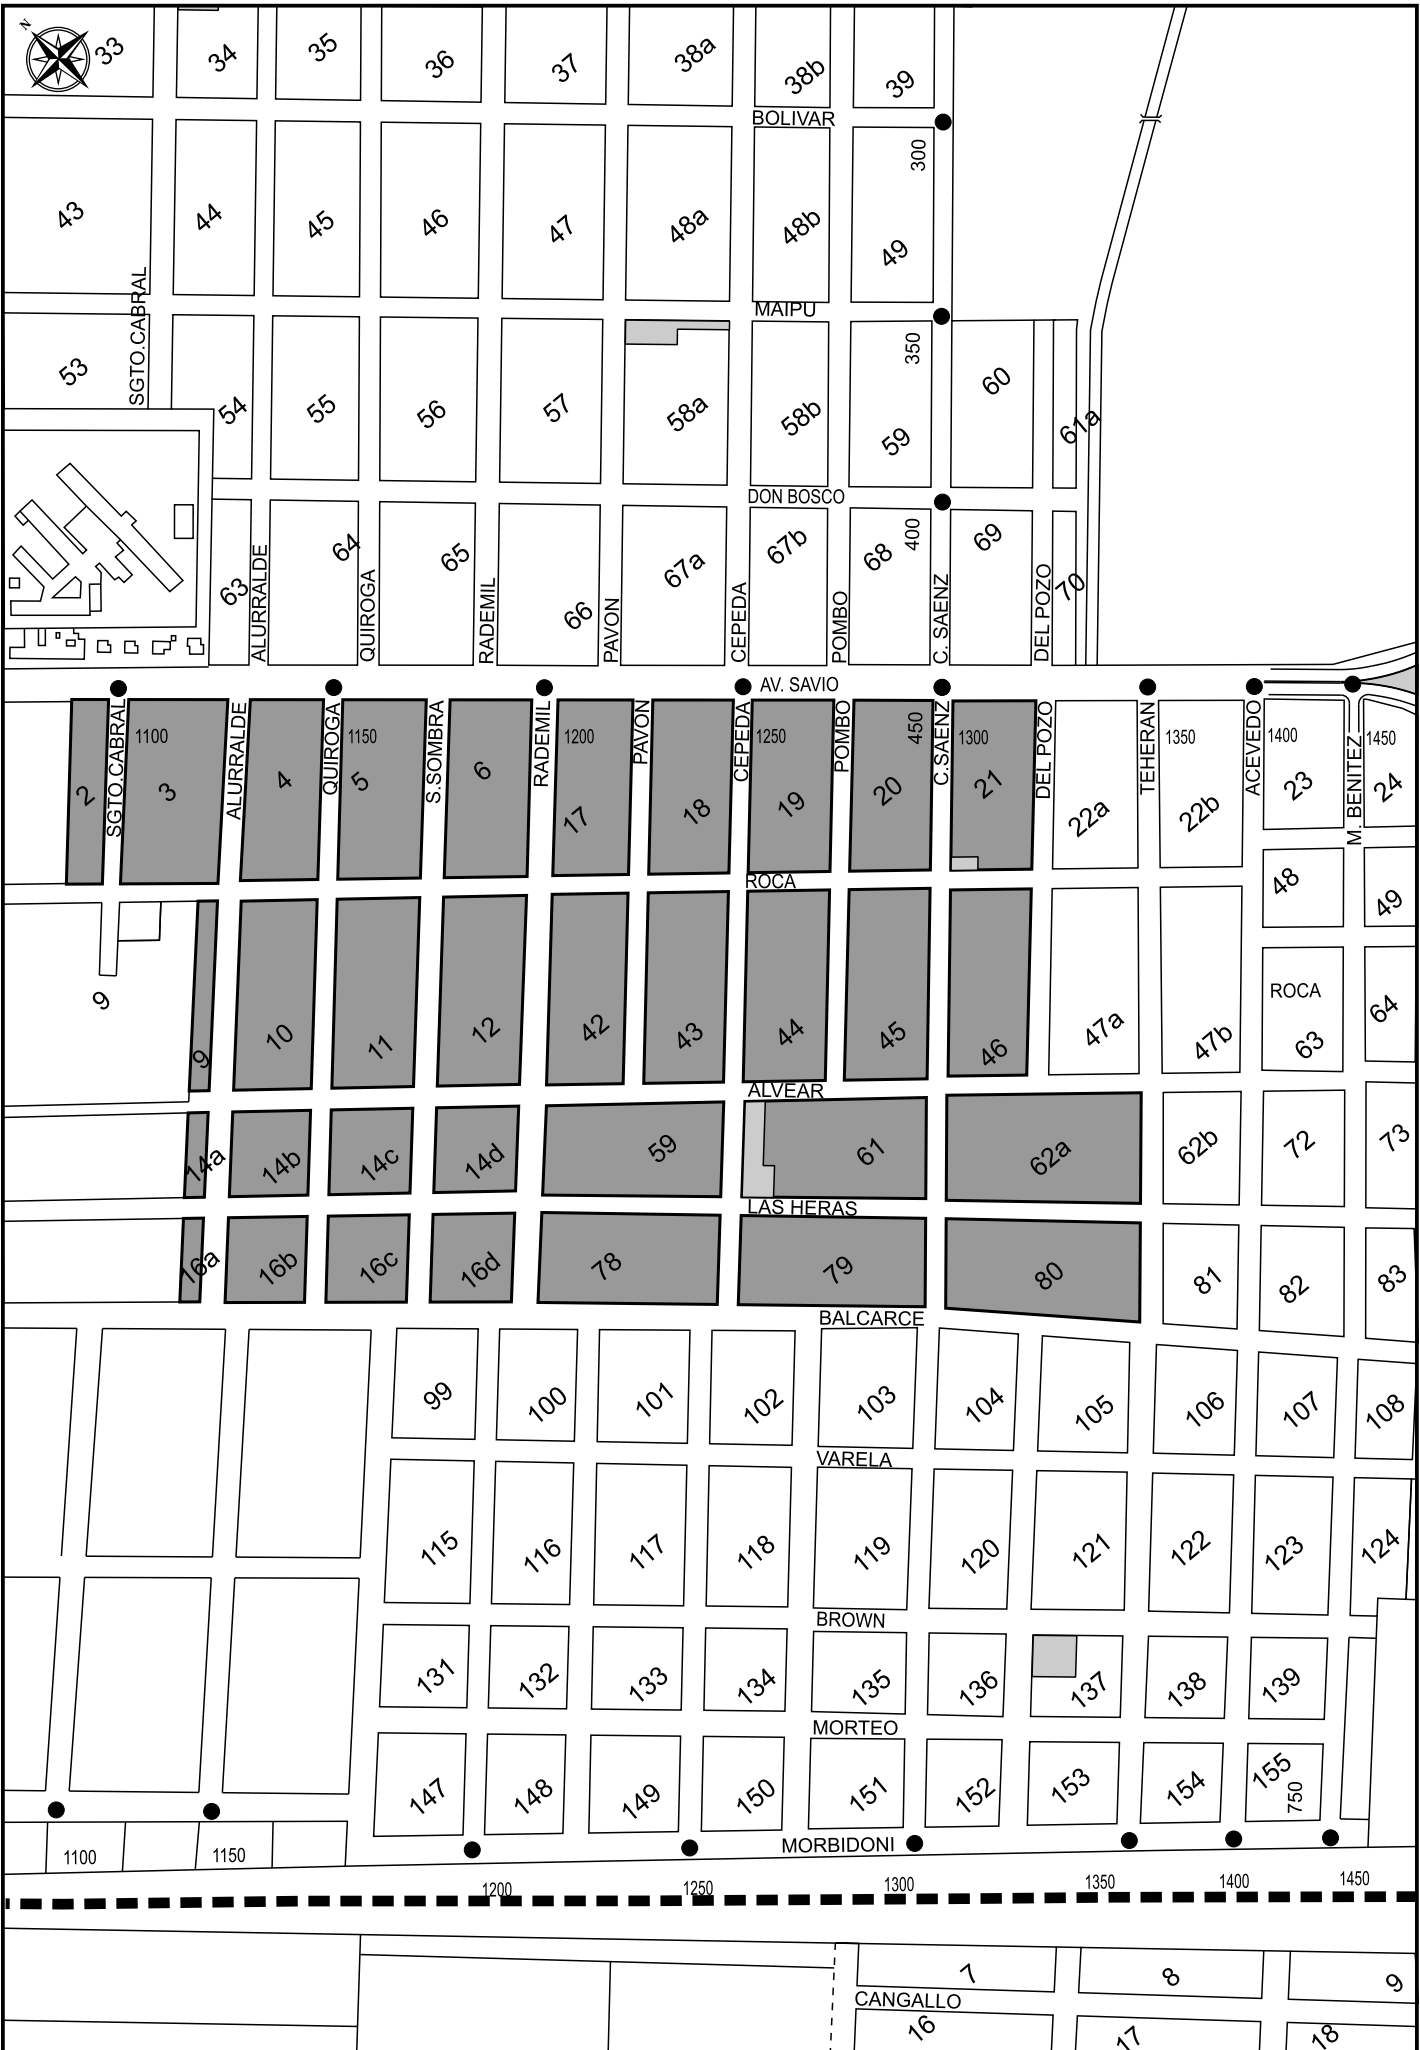 N
33
34
35
36
37
38a
38b
39
BOLIVAR
300
43
44
45
46
47
48a
48b
49
SGTO.CABRAL
MAIPU
350
53
54
55
56
57
58a
58b
59
60
61a
DON BOSCO
400
63
64
65
66
67a
67b
68
69
70
ALURRALDE
QUIROGA
RADEMIL
PAVON
CEPEDA
POMBO
C. SAENZ
DEL POZO
AV. SAVIO
SGTO.CABRAL
ALURRALDE
QUIROGA
S.SOMBRA
RADEMIL
PAVON
CEPEDA
POMBO
C.SAENZ
DEL POZO
TEHERAN
ACEVEDO
M. BENITEZ
1100
1150
1200
1250
450
1300
1350
1400
1450
2
3
4
5
6
17
18
19
20
21
22a
22b
23
24
ROCA
48
49
9
9
10
11
12
42
43
44
45
46
47a
47b
ROCA
63
64
ALVEAR
14a
14b
14c
14d
59
61
62a
62b
72
73
LAS HERAS
16a
16b
16c
16d
78
79
80
81
82
83
BALCARCE
99
100
101
102
103
104
105
106
107
108
VARELA
115
116
117
118
119
120
121
122
123
124
BROWN
131
132
133
134
135
136
137
138
139
MORTEO
147
148
149
150
151
152
153
154
155
750
MORBIDONI
1100
1150
1200
1250
1300
1350
1400
1450
7
8
9
CANGALLO
16
17
18